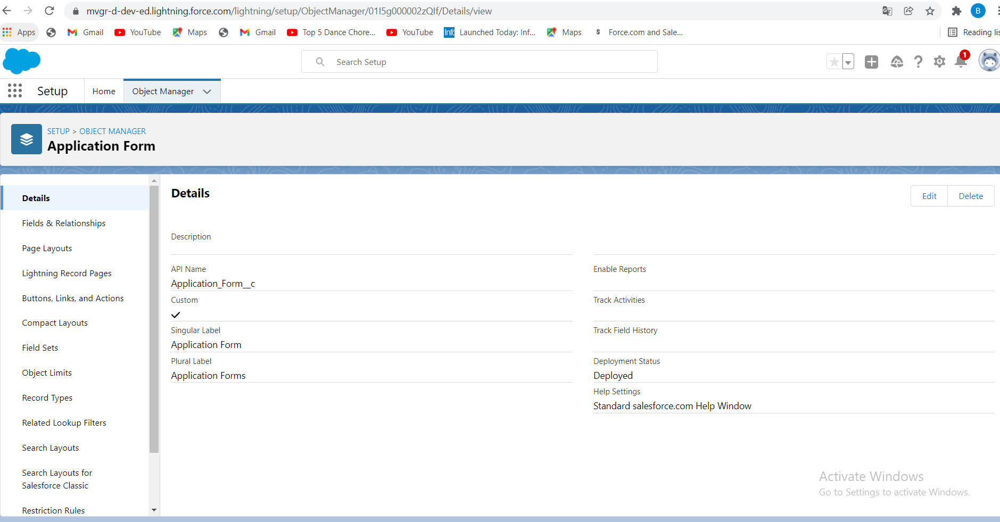 mvgr-d-dev-ed.lightning.force.com/lightning/setup/ObjectManager/01I5g000002zQIf/Details/view
B
Apps Gmail YouTube Maps Gmail Top 5 Dance Chore... YouTube Info Launched Today: Inf... Maps $ Force.com and Sale... Reading lis
Search Setup
1
Setup Home Object Manager
SETUP > OBJECT MANAGER
Application Form
Details
Fields & Relationships
Page Layouts
Lightning Record Pages
Buttons, Links, and Actions
Compact Layouts
Field Sets
Object Limits
Record Types
Related Lookup Filters
Search Layouts
Search Layouts for
Salesforce Classic
Restriction Rules
Details
Edit Delete
Description
API Name
Application_Form__c
Custom
Singular Label
Application Form
Plural Label
Application Forms
Enable Reports
Track Activities
Track Field History
Deployment Status
Deployed
Help Settings
Standard salesforce.com Help Window
Activate Windows
Go to Settings to activate Windows.